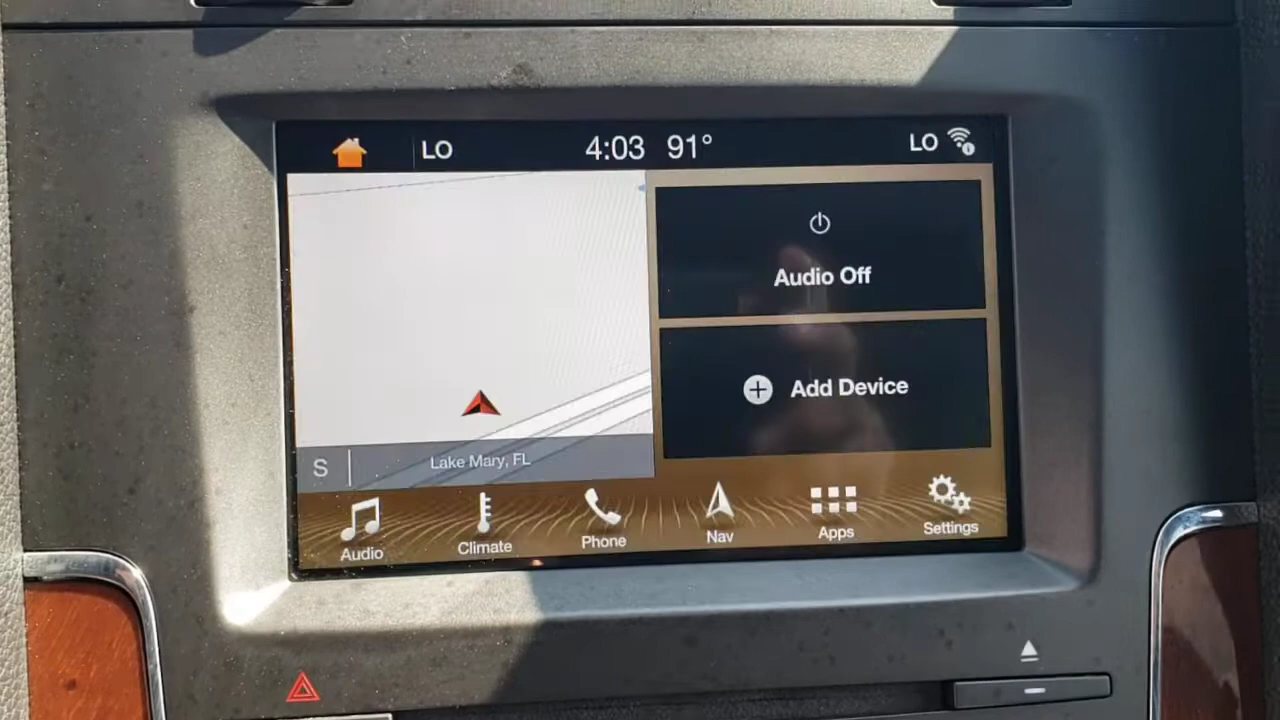 LO 4:03 91° LO
Audio Off
Add Device
S Lake Mary, FL
Audio Climate Phone Nav Apps Settings